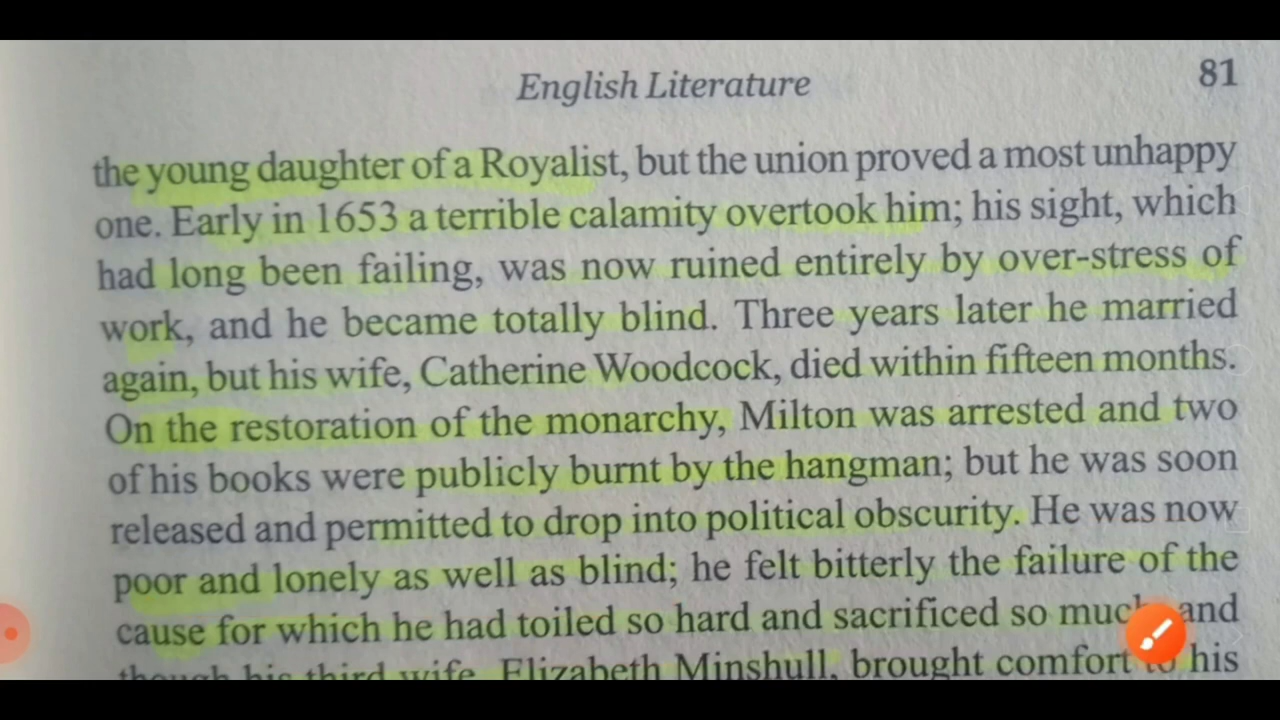 English Literature
81
the young daughter of a Royalist, but the union proved a most unhappy
one. Early in 1653 a terrible calamity overtook him; his sight, which
had long been failing, was now ruined entirely by over-stress of
work, and he became totally blind. Three years later he married
again, but his wife, Catherine Woodcock, died within fifteen months.
On the restoration of the monarchy, Milton was arrested and two
of his books were publicly burnt by the hangman; but he was soon
released and permitted to drop into political obscurity. He was now
poor and lonely as well as blind; he felt bitterly the failure of the
cause for which he had toiled so hard and sacrificed so much and
though his third wife, Elizabeth Minshull, brought comfort to his